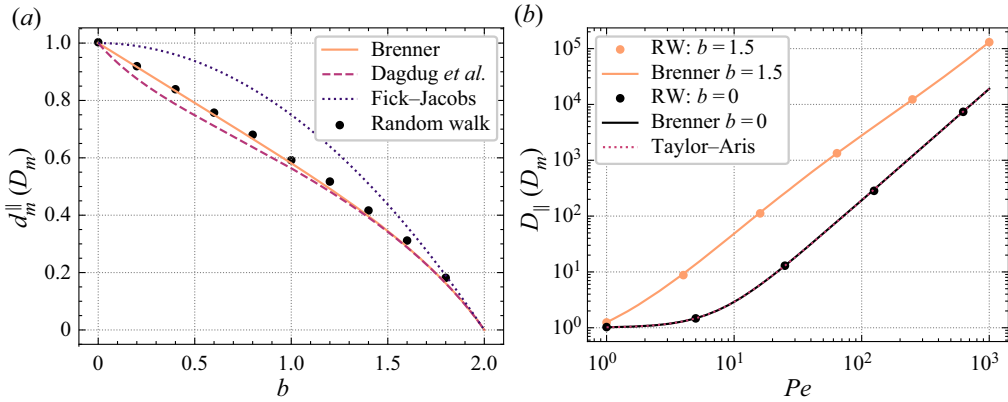 (a)
1.0
0.8
0.6
0.4
0.2
0
d_m^∥ (D_m)
0
0.5
1.0
1.5
2.0
b
Brenner
Dagdug et al.
Fick–Jacobs
Random walk
(b)
10^5
10^4
10^3
10^2
10^1
10^0
D_∥ (D_m)
10^0
10^1
10^2
10^3
Pe
RW: b = 1.5
Brenner b = 1.5
RW: b = 0
Brenner b = 0
Taylor–Aris